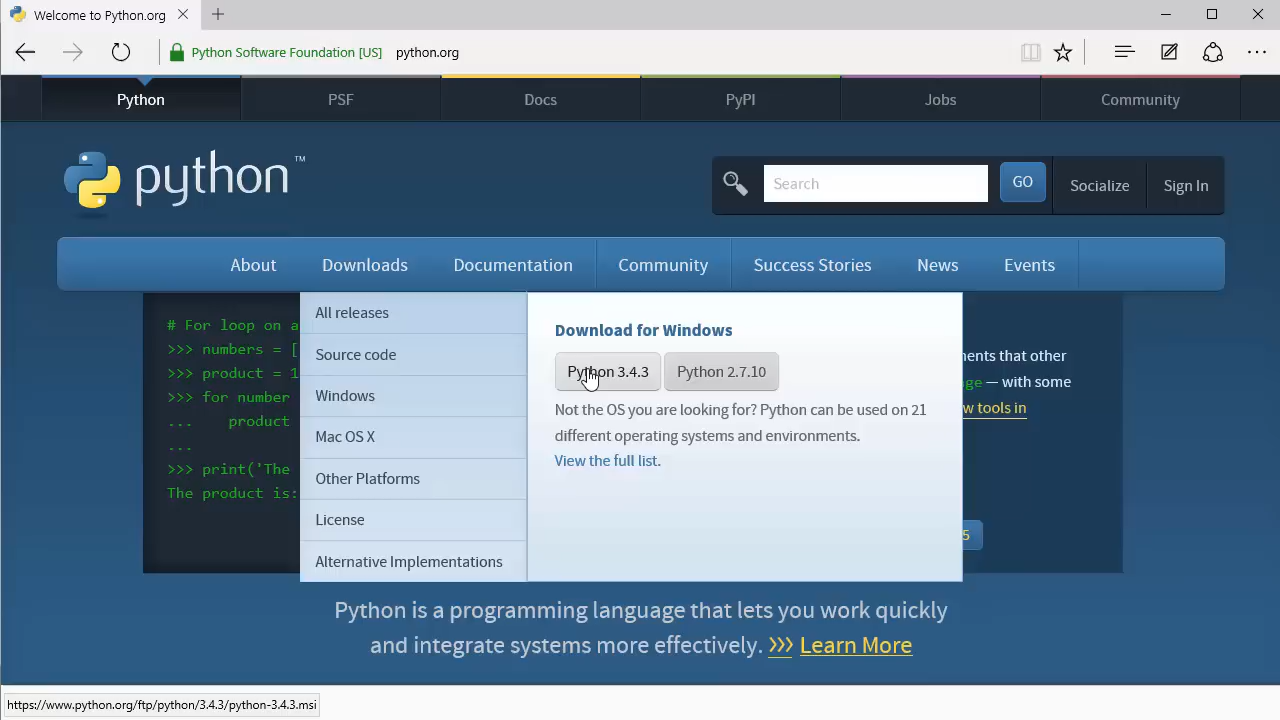 Welcome to Python.org
Python Software Foundation [US] python.org
Python PSF Docs PyPI Jobs Community
python™
Search GO Socialize Sign In
About Downloads Documentation Community Success Stories News Events
All releases
Source code
Windows
Mac OS X
Other Platforms
License
Alternative Implementations
Download for Windows
Python 3.4.3 Python 2.7.10
Not the OS you are looking for? Python can be used on 21
different operating systems and environments.
View the full list.
# For loop on a
>>> numbers = [
>>> product = 1
>>> for number
... product
...
>>> print('The
The product is:
— with some
tools in
5
Python is a programming language that lets you work quickly
and integrate systems more effectively. >>> Learn More
https://www.python.org/ftp/python/3.4.3/python-3.4.3.msi